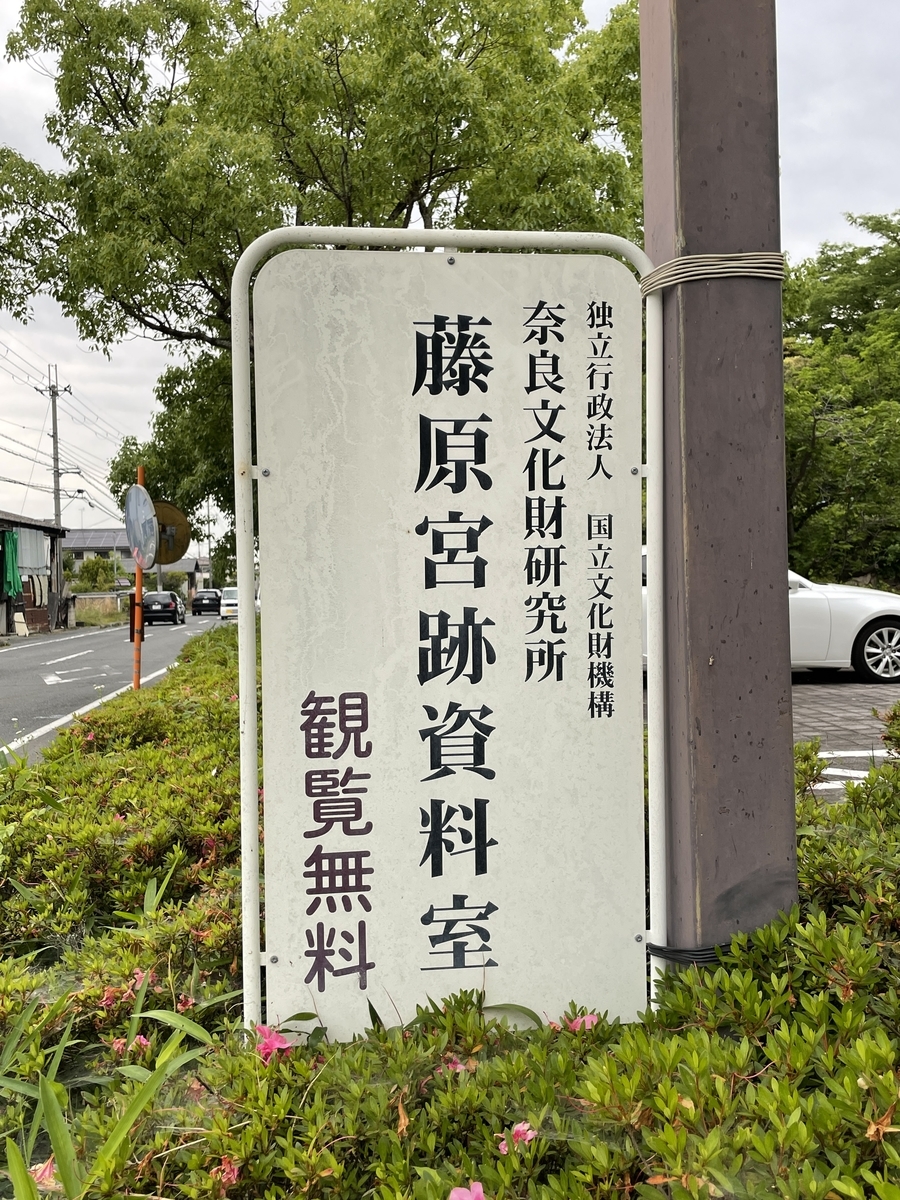 独立行政法人　国立文化財機構
奈良文化財研究所
藤原宮跡資料室
観覧無料